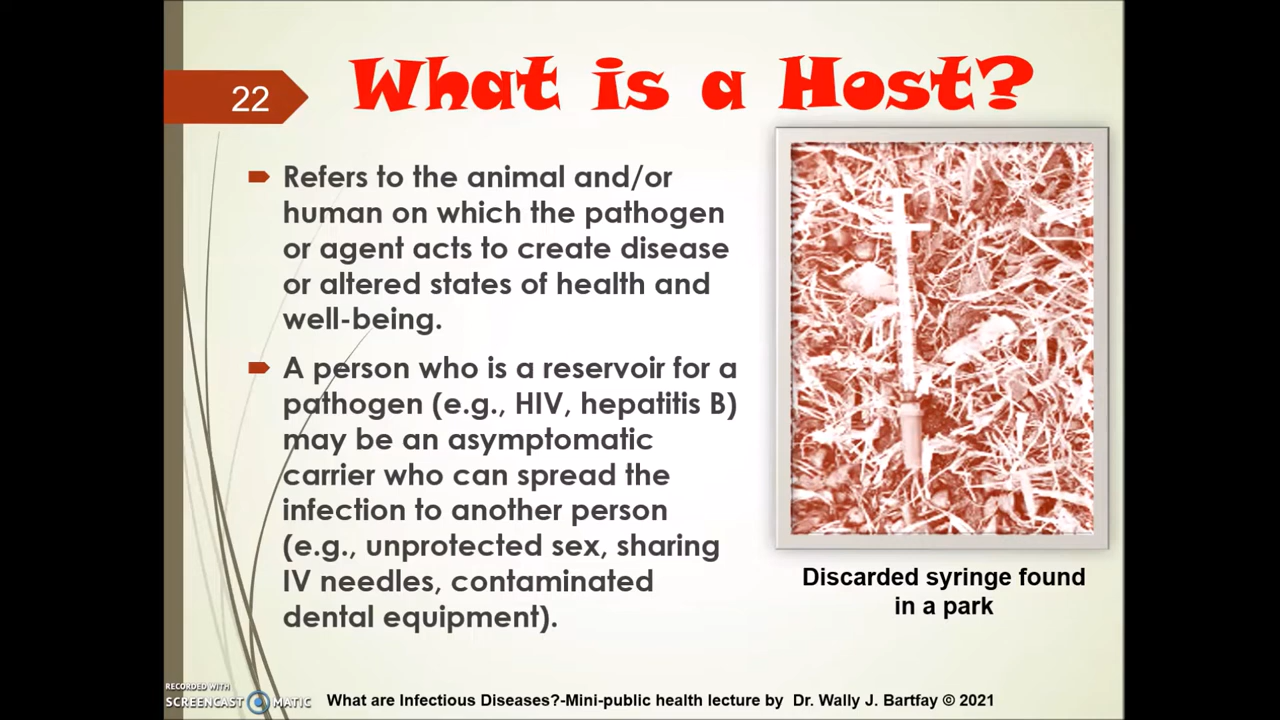 22
What is a Host?
Refers to the animal and/or
human on which the pathogen
or agent acts to create disease
or altered states of health and
well-being.
A person who is a reservoir for a
pathogen (e.g., HIV, hepatitis B)
may be an asymptomatic
carrier who can spread the
infection to another person
(e.g., unprotected sex, sharing
IV needles, contaminated
dental equipment).
Discarded syringe found
in a park
RECORDED WITH
SCREENCAST MATIC
What are Infectious Diseases?-Mini-public health lecture by Dr. Wally J. Bartfay © 2021